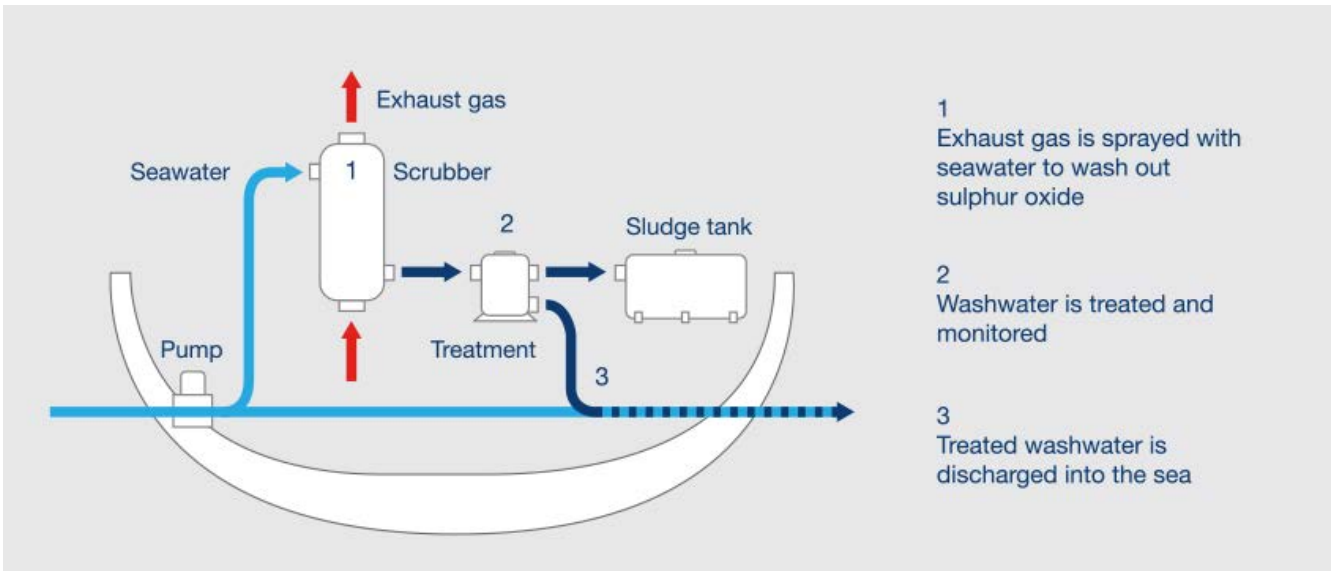 Exhaust gas
Seawater
1
Scrubber
2
Sludge tank
Pump
Treatment
3
1
Exhaust gas is sprayed with
seawater to wash out
sulphur oxide
2
Washwater is treated and
monitored
3
Treated washwater is
discharged into the sea